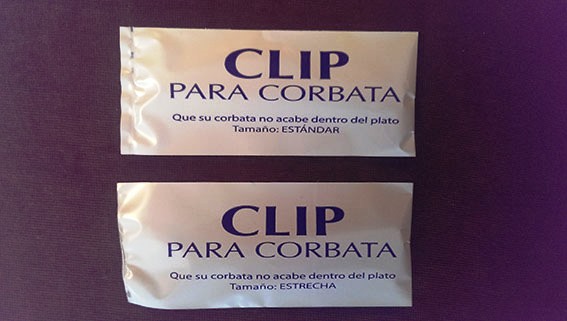 CLIP
PARA CORBATA
Que su corbata no acabe dentro del plato
Tamaño: ESTÁNDAR
CLIP
PARA CORBATA
Que su corbata no acabe dentro del plato
Tamaño: ESTRECHA